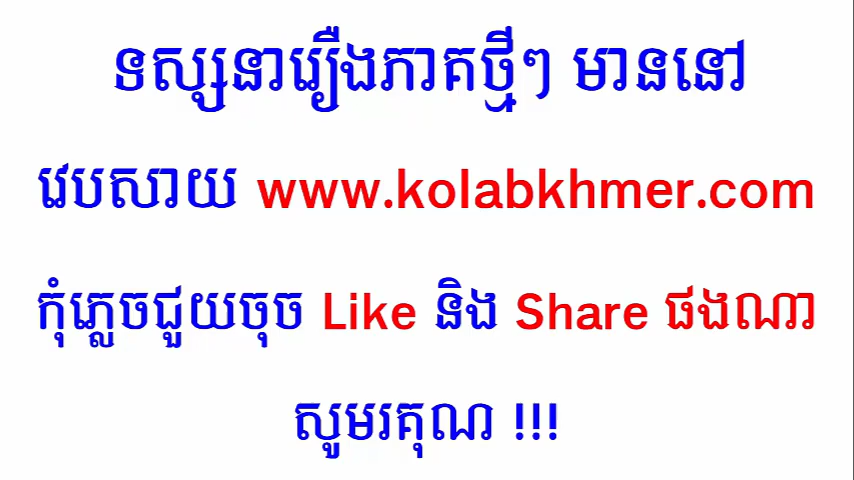 ទស្សនារឿងភាគថ្មីៗ មាននៅ
វេបសាយ www.kolabkhmer.com
កុំភ្លេចជួយចុច Like និង Share ផងណា
សូមរគុណ !!!